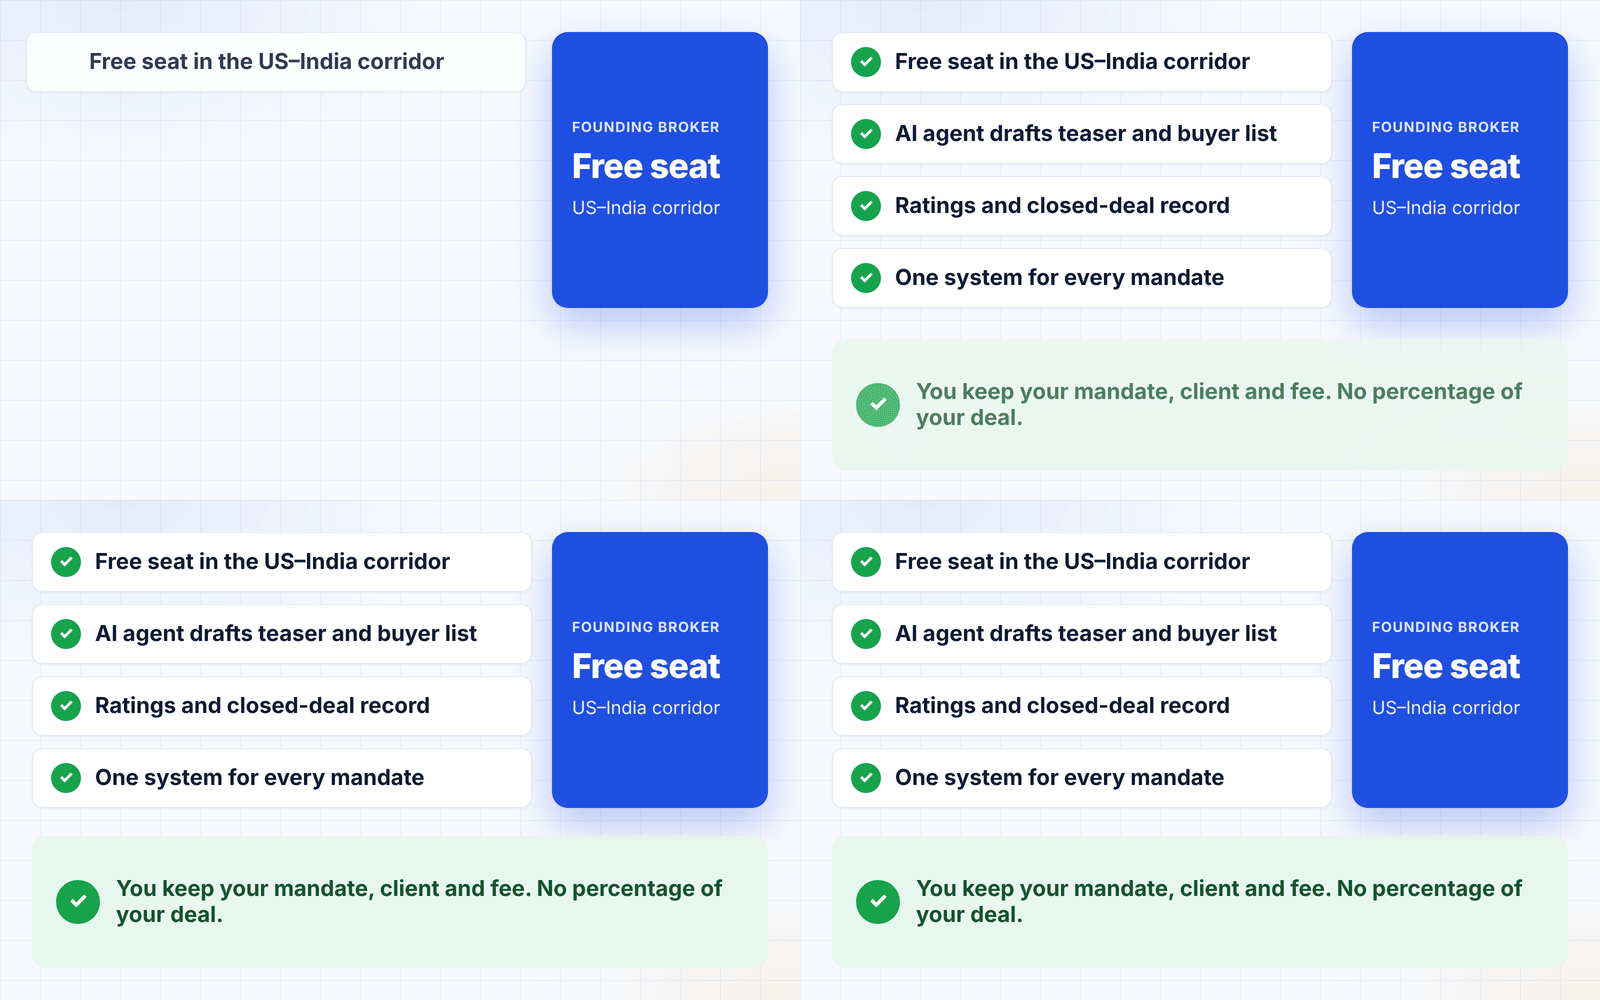 Free seat in the US–India corridor
FOUNDING BROKER
Free seat
US–India corridor
Free seat in the US–India corridor
AI agent drafts teaser and buyer list
Ratings and closed-deal record
One system for every mandate
FOUNDING BROKER
Free seat
US–India corridor
You keep your mandate, client and fee. No percentage of
your deal.
Free seat in the US–India corridor
AI agent drafts teaser and buyer list
Ratings and closed-deal record
One system for every mandate
FOUNDING BROKER
Free seat
US–India corridor
You keep your mandate, client and fee. No percentage of
your deal.
Free seat in the US–India corridor
AI agent drafts teaser and buyer list
Ratings and closed-deal record
One system for every mandate
FOUNDING BROKER
Free seat
US–India corridor
You keep your mandate, client and fee. No percentage of
your deal.